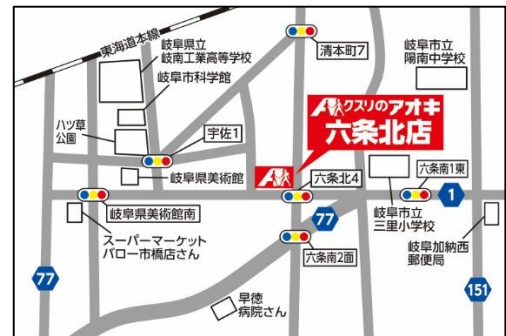 東海道本線
岐阜県立
岐南工業高等学校
岐阜市科学館
八ツ草
公園
宇佐1
岐阜県美術館
岐阜県美術館南
スーパーマーケット
バロー市橋店さん
77
清本町7
岐阜市立
陽南中学校
クスリのアオキ
六条北店
六条北4
六条南1東
1
岐阜市立
三里小学校
77
六条南2西
岐阜加納西
郵便局
早徳
病院さん
151